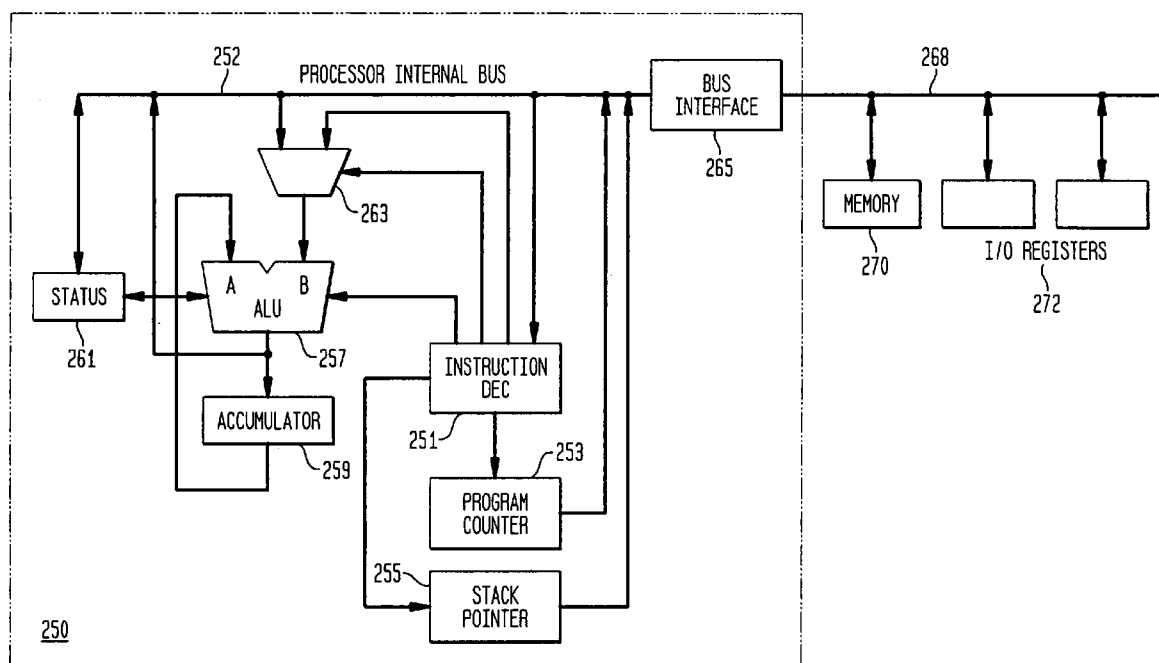 252
PROCESSOR INTERNAL BUS
BUS
INTERFACE
265
268
263
MEMORY
270
I/O REGISTERS
272
STATUS
261
A
B
ALU
257
ACCUMULATOR
259
INSTRUCTION
DEC
251
253
PROGRAM
COUNTER
255
STACK
POINTER
250